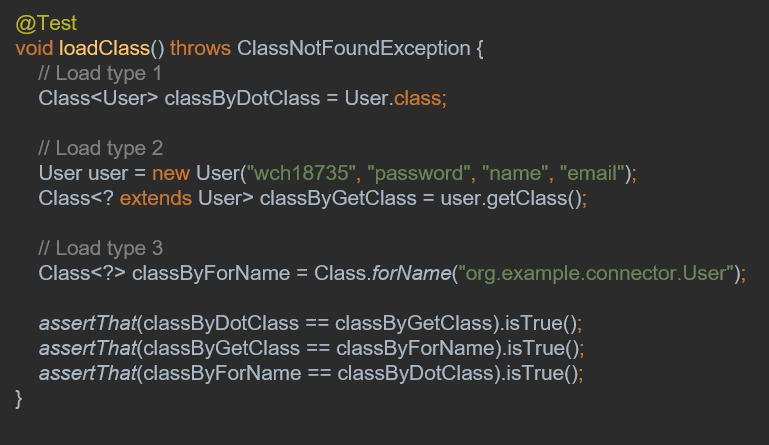 @Test
void loadClass() throws ClassNotFoundException {
// Load type 1
Class<User> classByDotClass = User.class;
// Load type 2
User user = new User("wch18735", "password", "name", "email");
Class<? extends User> classByGetClass = user.getClass();
// Load type 3
Class<?> classByForName = Class.forName("org.example.connector.User");
assertThat(classByDotClass == classByGetClass).isTrue();
assertThat(classByGetClass == classByForName).isTrue();
assertThat(classByForName == classByDotClass).isTrue();
}